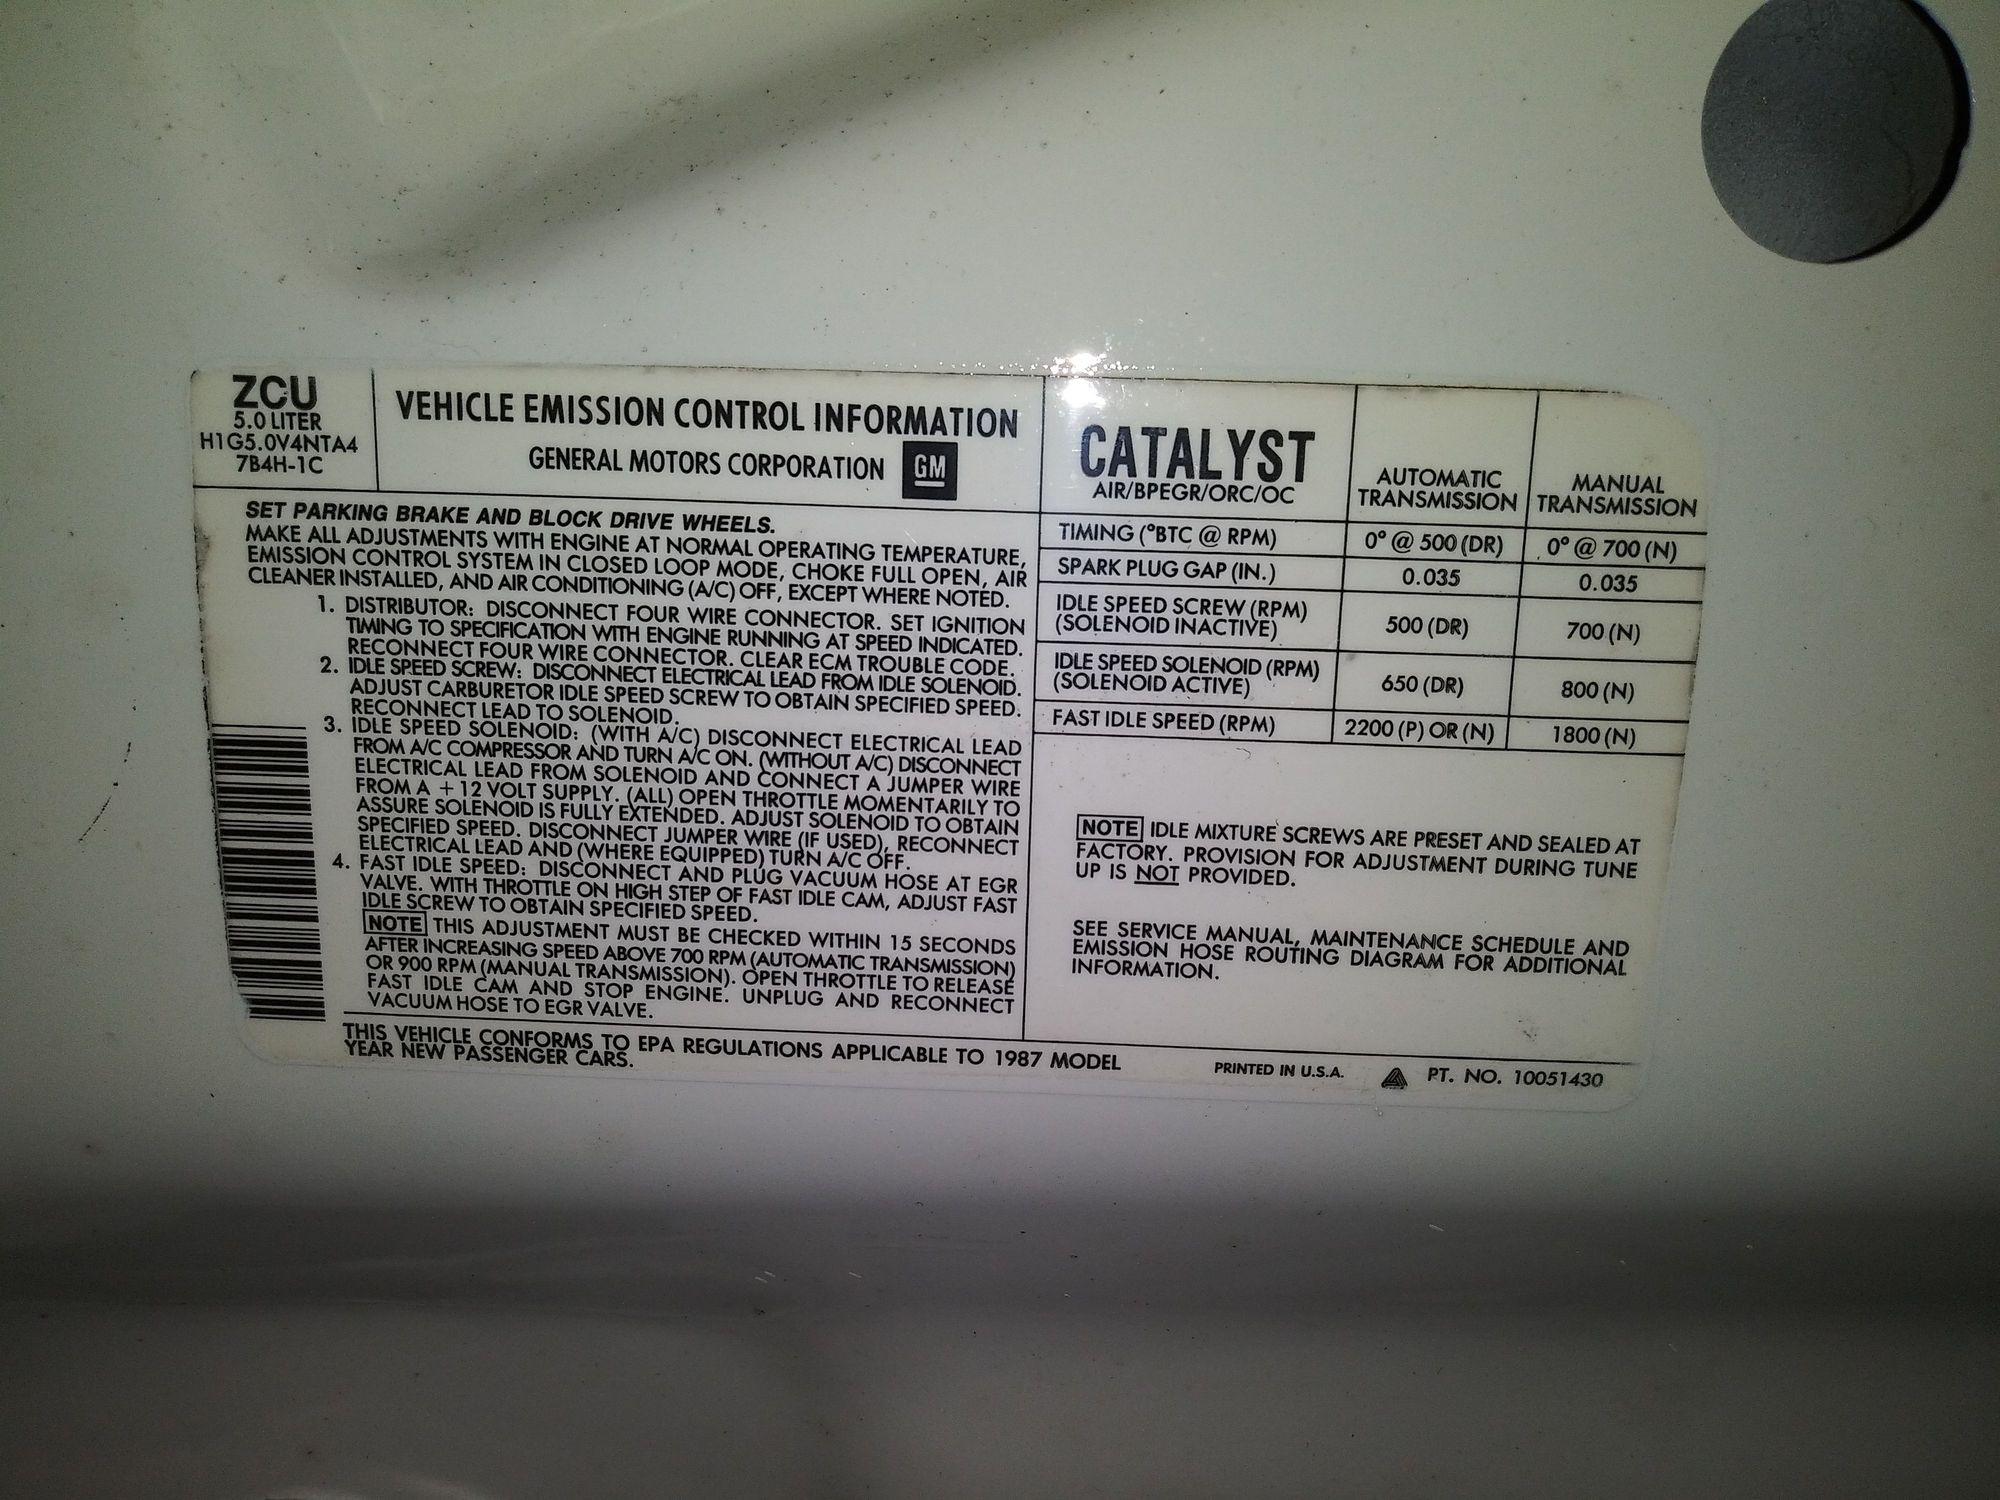 ZCU
5.0 LITER
H1G5.0V4NTA4
7B4H-1C
VEHICLE EMISSION CONTROL INFORMATION
GENERAL MOTORS CORPORATION GM
SET PARKING BRAKE AND BLOCK DRIVE WHEELS.
MAKE ALL ADJUSTMENTS WITH ENGINE AT NORMAL OPERATING TEMPERATURE,
EMISSION CONTROL SYSTEM IN CLOSED LOOP MODE, CHOKE FULL OPEN, AIR
CLEANER INSTALLED, AND AIR CONDITIONING (A/C) OFF, EXCEPT WHERE NOTED.
1. DISTRIBUTOR: DISCONNECT FOUR WIRE CONNECTOR. SET IGNITION
TIMING TO SPECIFICATION WITH ENGINE RUNNING AT SPEED INDICATED.
RECONNECT FOUR WIRE CONNECTOR. CLEAR ECM TROUBLE CODE.
2. IDLE SPEED SCREW: DISCONNECT ELECTRICAL LEAD FROM IDLE SOLENOID.
ADJUST CARBURETOR IDLE SPEED SCREW TO OBTAIN SPECIFIED SPEED.
RECONNECT LEAD TO SOLENOID.
3. IDLE SPEED SOLENOID: (WITH A/C) DISCONNECT ELECTRICAL LEAD
FROM A/C COMPRESSOR AND TURN A/C ON. (WITHOUT A/C) DISCONNECT
ELECTRICAL LEAD FROM SOLENOID AND CONNECT A JUMPER WIRE
FROM A +12 VOLT SUPPLY. (ALL) OPEN THROTTLE MOMENTARILY TO
ASSURE SOLENOID IS FULLY EXTENDED. ADJUST SOLENOID TO OBTAIN
SPECIFIED SPEED. DISCONNECT JUMPER WIRE (IF USED), RECONNECT
ELECTRICAL LEAD AND (WHERE EQUIPPED) TURN A/C OFF.
4. FAST IDLE SPEED: DISCONNECT AND PLUG VACUUM HOSE AT EGR
VALVE. WITH THROTTLE ON HIGH STEP OF FAST IDLE CAM, ADJUST FAST
IDLE SCREW TO OBTAIN SPECIFIED SPEED.
NOTE THIS ADJUSTMENT MUST BE CHECKED WITHIN 15 SECONDS
AFTER INCREASING SPEED ABOVE 700 RPM (AUTOMATIC TRANSMISSION)
OR 900 RPM (MANUAL TRANSMISSION). OPEN THROTTLE TO RELEASE
FAST IDLE CAM AND STOP ENGINE. UNPLUG AND RECONNECT
VACUUM HOSE TO EGR VALVE.
CATALYST
AIR/BPEGR/ORC/OC
AUTOMATIC
TRANSMISSION
MANUAL
TRANSMISSION
TIMING (°BTC @ RPM) 0° @ 500 (DR) 0° @ 700 (N)
SPARK PLUG GAP (IN.) 0.035 0.035
IDLE SPEED SCREW (RPM)
(SOLENOID INACTIVE) 500 (DR) 700 (N)
IDLE SPEED SOLENOID (RPM)
(SOLENOID ACTIVE) 650 (DR) 800 (N)
FAST IDLE SPEED (RPM) 2200 (P) OR (N) 1800 (N)
NOTE IDLE MIXTURE SCREWS ARE PRESET AND SEALED AT
FACTORY. PROVISION FOR ADJUSTMENT DURING TUNE
UP IS NOT PROVIDED.
SEE SERVICE MANUAL, MAINTENANCE SCHEDULE AND
EMISSION HOSE ROUTING DIAGRAM FOR ADDITIONAL
INFORMATION.
THIS VEHICLE CONFORMS TO EPA REGULATIONS APPLICABLE TO 1987 MODEL
YEAR NEW PASSENGER CARS.
PRINTED IN U.S.A. PT. NO. 10051430